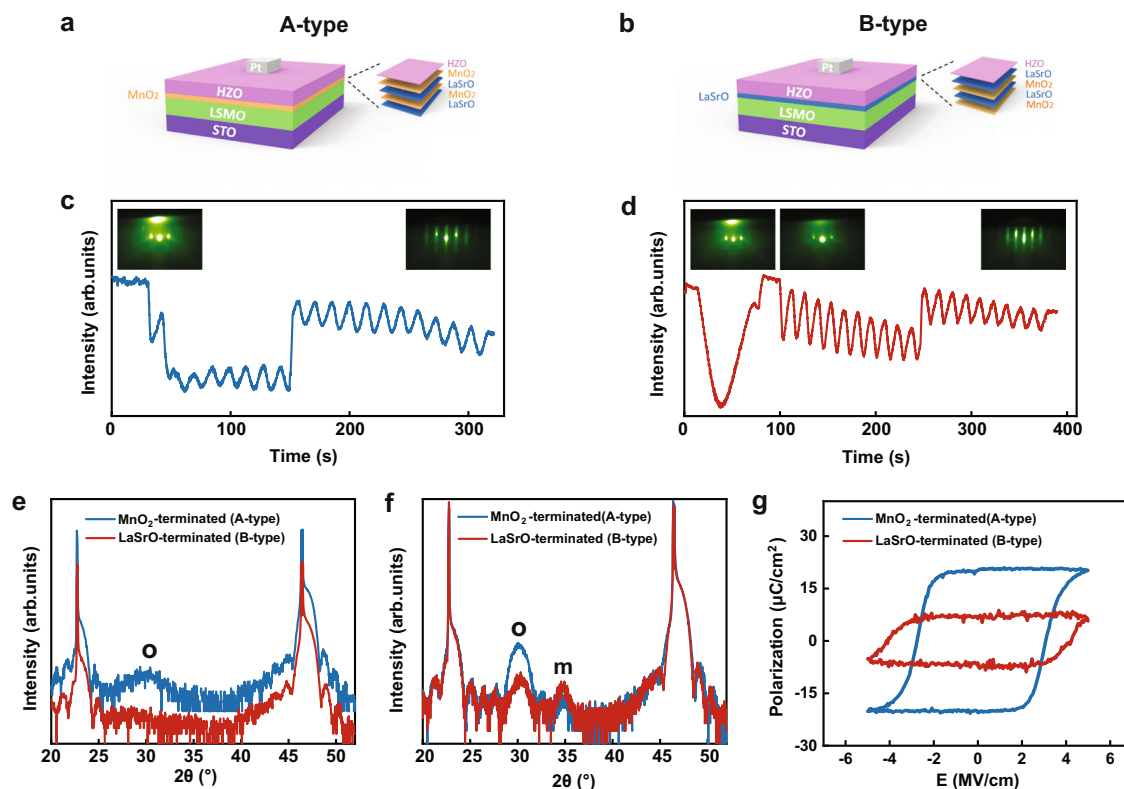 a
A-type
Pt
HZO
MnO₂
LSMO
STO
HZO
MnO₂
LaSrO
MnO₂
LaSrO
b
B-type
Pt
HZO
LaSrO
LSMO
STO
HZO
LaSrO
MnO₂
LaSrO
MnO₂
c
Intensity (arb.units)
0 100 200 300
Time (s)
d
Intensity (arb.units)
0 100 200 300 400
Time (s)
e
MnO₂-terminated (A-type)
LaSrO-terminated (B-type)
o
Intensity (arb.units)
20 25 30 35 40 45 50
2θ (°)
f
MnO₂-terminated(A-type)
LaSrO-terminated (B-type)
o
m
Intensity (arb.units)
20 25 30 35 40 45 50
2θ (°)
g
MnO₂-terminated(A-type)
LaSrO-terminated (B-type)
Polarization (μC/cm²)
30
15
0
-15
-30
-6 -4 -2 0 2 4 6
E (MV/cm)